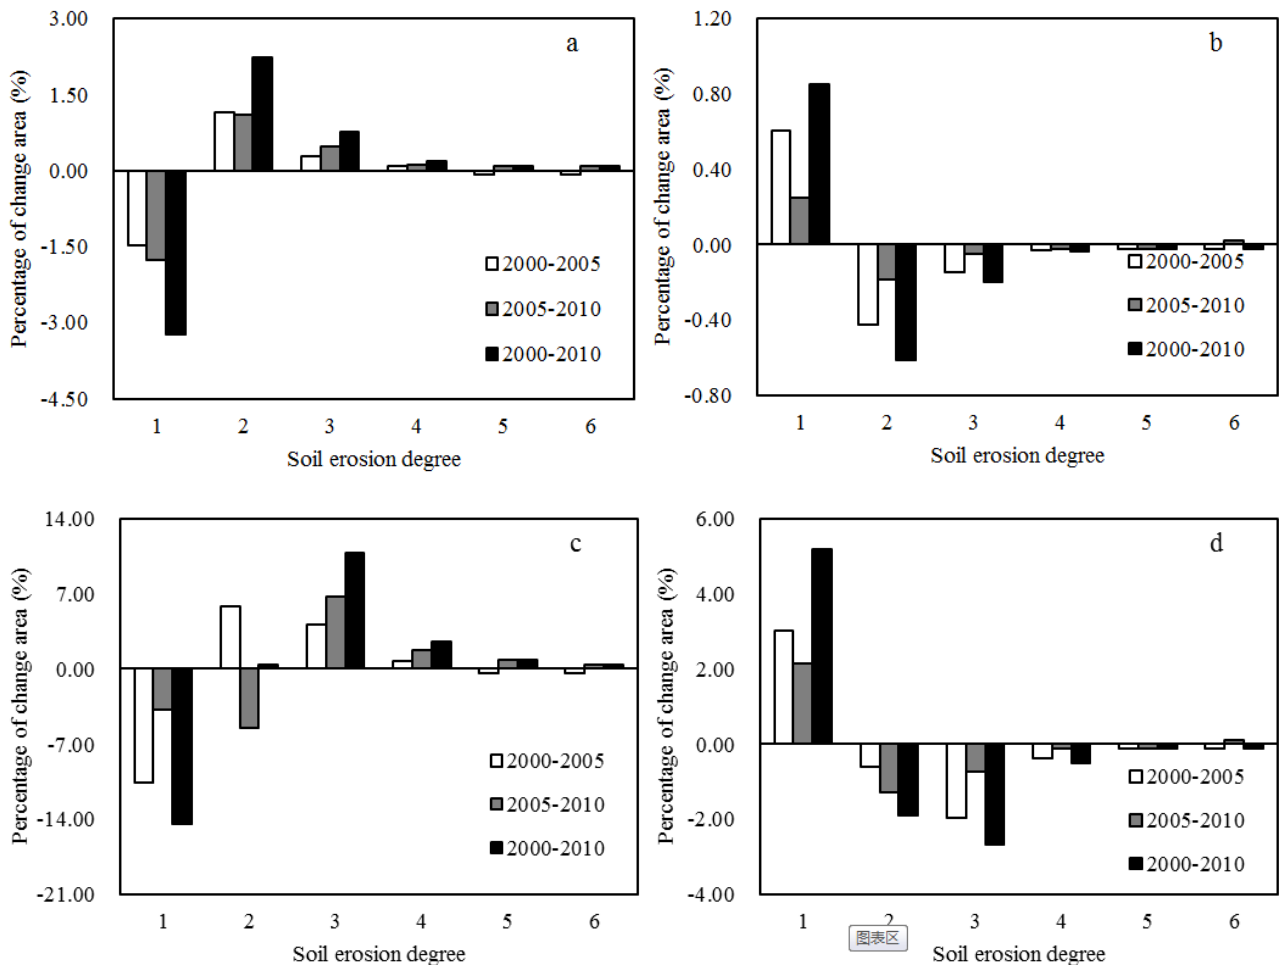 a
Percentage of change area (%)
3.00
1.50
0.00
-1.50
-3.00
-4.50
2000-2005
2005-2010
2000-2010
1 2 3 4 5 6
Soil erosion degree
b
Percentage of change area (%)
1.20
0.80
0.40
0.00
-0.40
-0.80
2000-2005
2005-2010
2000-2010
1 2 3 4 5 6
Soil erosion degree
c
Percentage of change area (%)
14.00
7.00
0.00
-7.00
-14.00
-21.00
2000-2005
2005-2010
2000-2010
1 2 3 4 5 6
Soil erosion degree
d
Percentage of change area (%)
6.00
4.00
2.00
0.00
-2.00
-4.00
2000-2005
2005-2010
2000-2010
1 2 3 4 5 6
图表区
Soil erosion degree